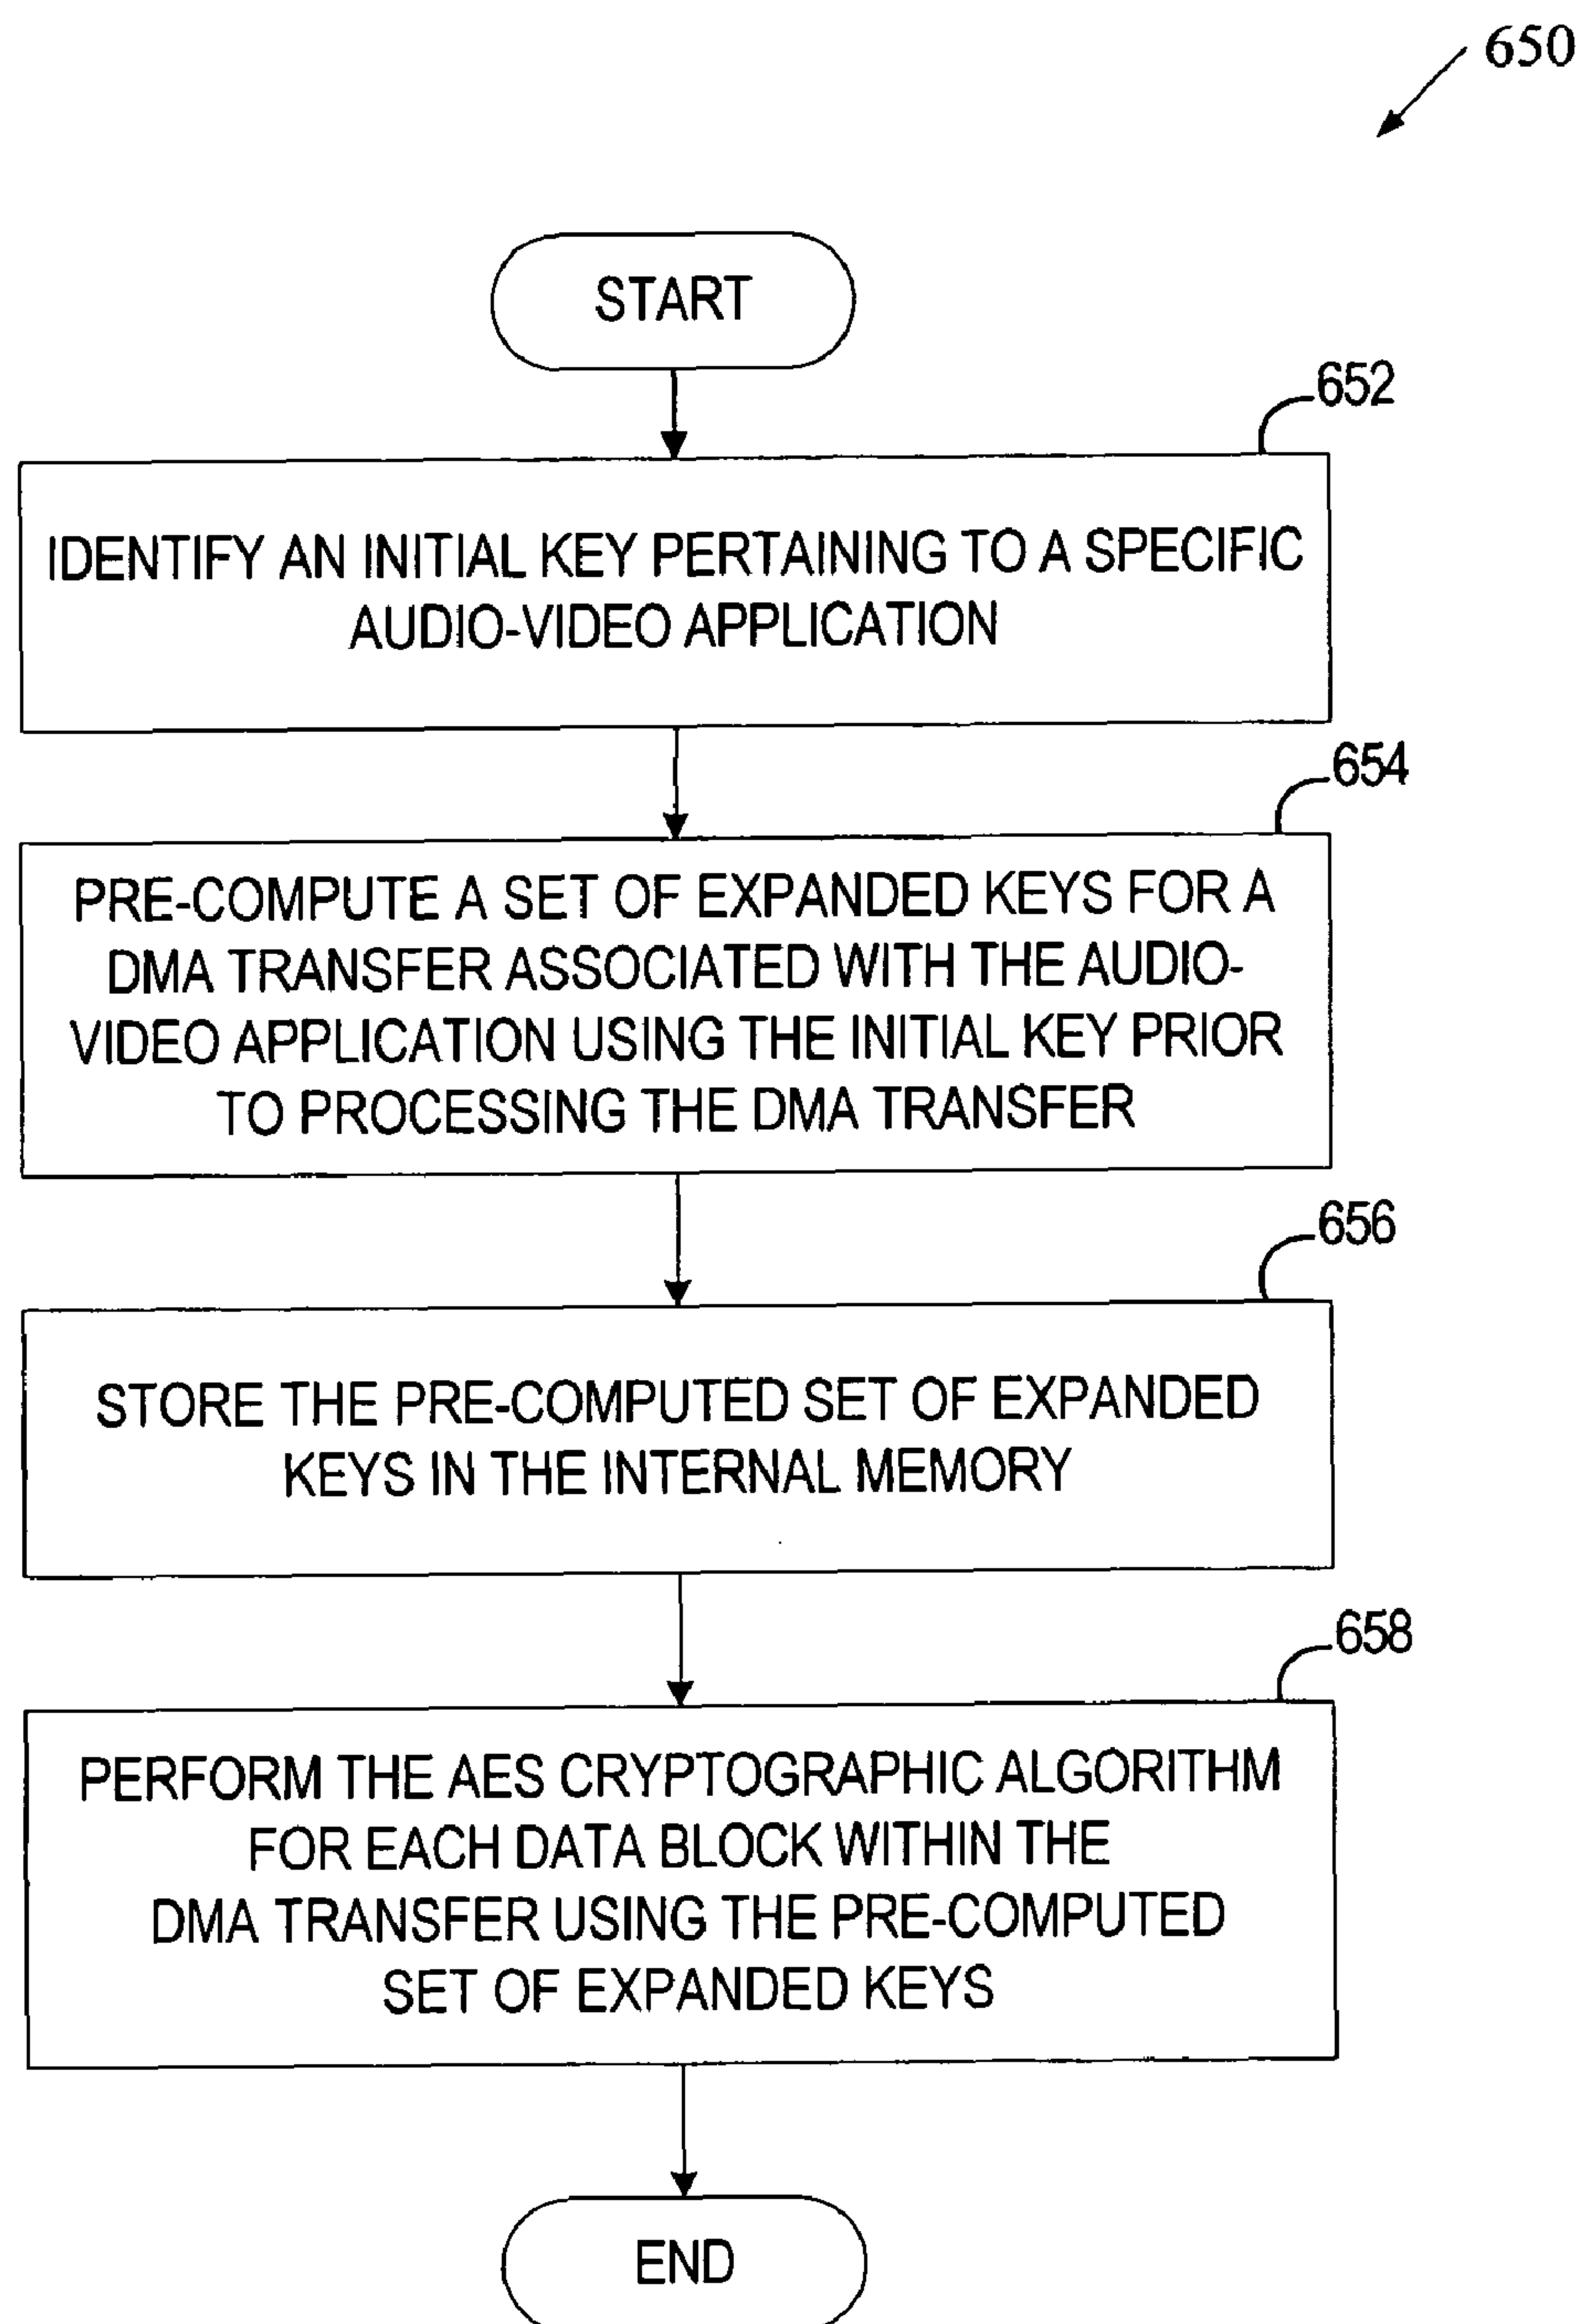 650
START
652
IDENTIFY AN INITIAL KEY PERTAINING TO A SPECIFIC
AUDIO-VIDEO APPLICATION
654
PRE-COMPUTE A SET OF EXPANDED KEYS FOR A
DMA TRANSFER ASSOCIATED WITH THE AUDIO-
VIDEO APPLICATION USING THE INITIAL KEY PRIOR
TO PROCESSING THE DMA TRANSFER
656
STORE THE PRE-COMPUTED SET OF EXPANDED
KEYS IN THE INTERNAL MEMORY
658
PERFORM THE AES CRYPTOGRAPHIC ALGORITHM
FOR EACH DATA BLOCK WITHIN THE
DMA TRANSFER USING THE PRE-COMPUTED
SET OF EXPANDED KEYS
END